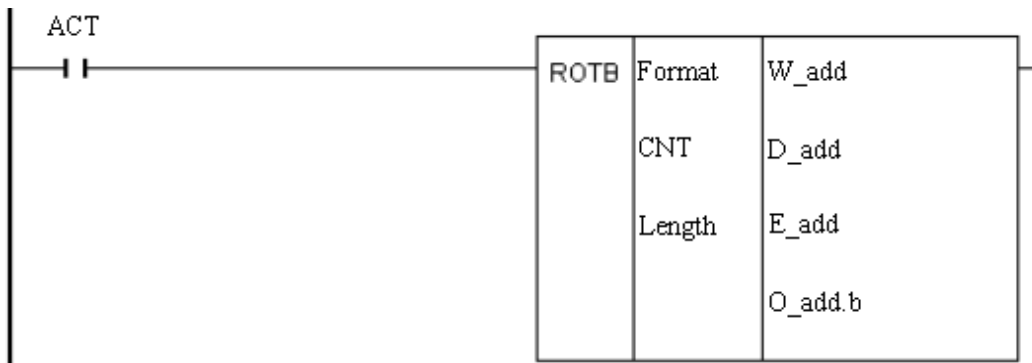 ACT
ROTB Format W_add
CNT D_add
Length E_add
O_add.b